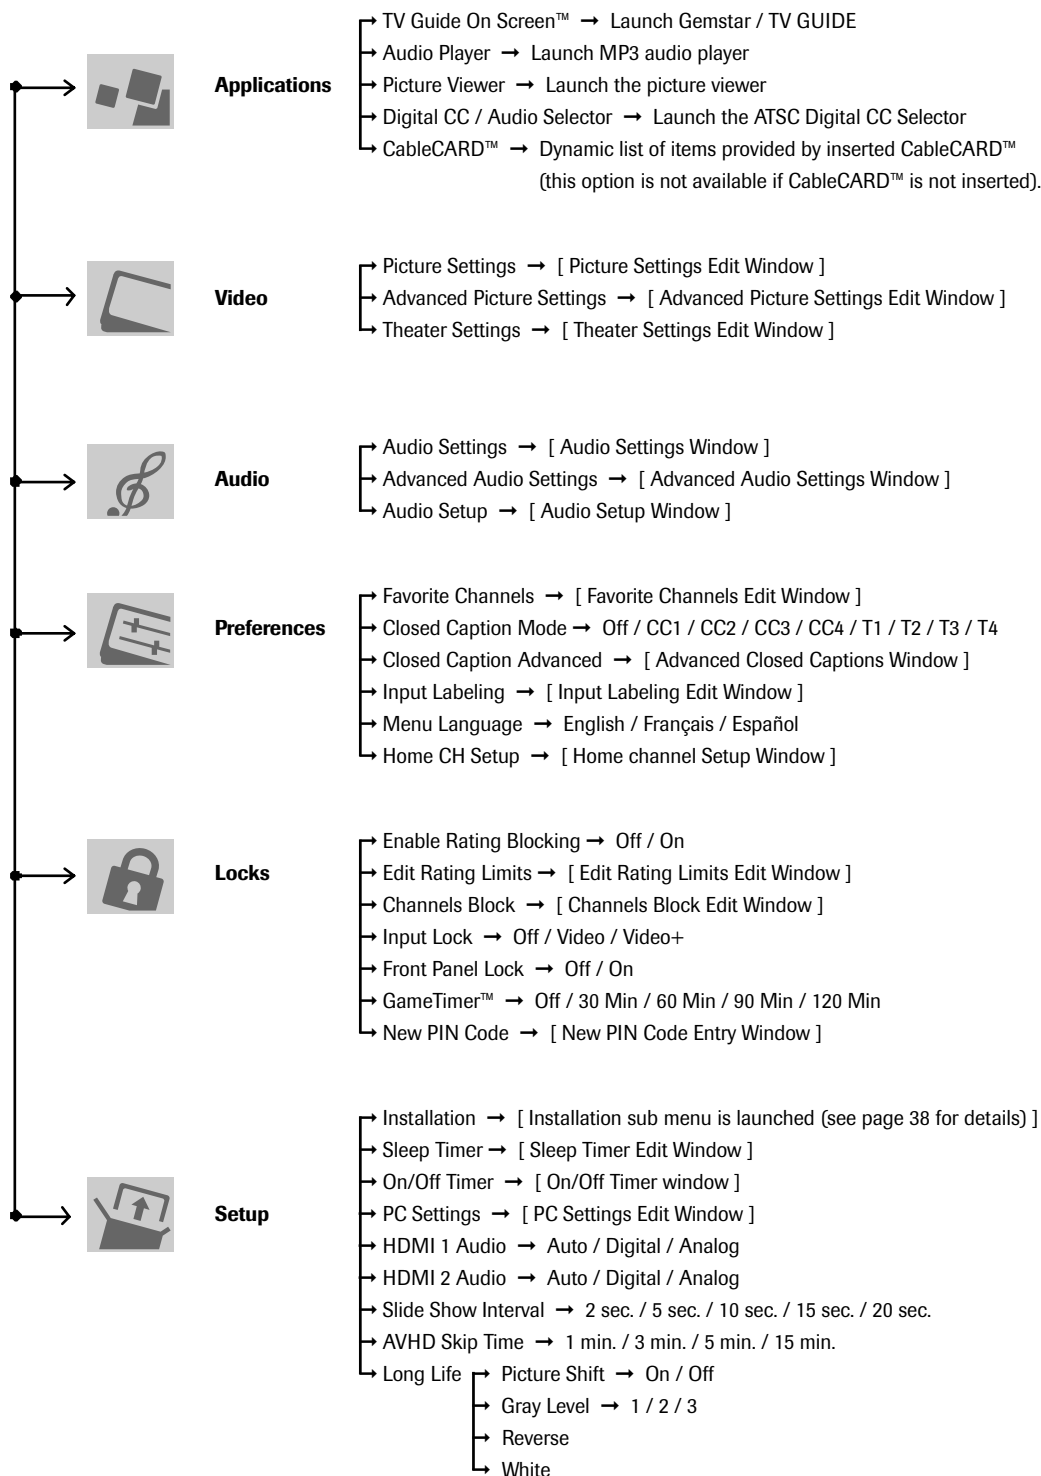 TV Guide On Screen™ → Launch Gemstar / TV GUIDE
Audio Player → Launch MP3 audio player
Applications Picture Viewer → Launch the picture viewer
Digital CC / Audio Selector → Launch the ATSC Digital CC Selector
CableCARD™ → Dynamic list of items provided by inserted CableCARD™
(this option is not available if CableCARD™ is not inserted).
Picture Settings → [ Picture Settings Edit Window ]
Video Advanced Picture Settings → [ Advanced Picture Settings Edit Window ]
Theater Settings → [ Theater Settings Edit Window ]
Audio Settings → [ Audio Settings Window ]
Audio Advanced Audio Settings → [ Advanced Audio Settings Window ]
Audio Setup → [ Audio Setup Window ]
Favorite Channels → [ Favorite Channels Edit Window ]
Preferences Closed Caption Mode → Off / CC1 / CC2 / CC3 / CC4 / T1 / T2 / T3 / T4
Closed Caption Advanced → [ Advanced Closed Captions Window ]
Input Labeling → [ Input Labeling Edit Window ]
Menu Language → English / Français / Español
Home CH Setup → [ Home channel Setup Window ]
Enable Rating Blocking → Off / On
Locks Edit Rating Limits → [ Edit Rating Limits Edit Window ]
Channels Block → [ Channels Block Edit Window ]
Input Lock → Off / Video / Video+
Front Panel Lock → Off / On
GameTimer™ → Off / 30 Min / 60 Min / 90 Min / 120 Min
New PIN Code → [ New PIN Code Entry Window ]
Installation → [ Installation sub menu is launched (see page 38 for details) ]
Sleep Timer → [ Sleep Timer Edit Window ]
On/Off Timer → [ On/Off Timer window ]
Setup PC Settings → [ PC Settings Edit Window ]
HDMI 1 Audio → Auto / Digital / Analog
HDMI 2 Audio → Auto / Digital / Analog
Slide Show Interval → 2 sec. / 5 sec. / 10 sec. / 15 sec. / 20 sec.
AVHD Skip Time → 1 min. / 3 min. / 5 min. / 15 min.
Long Life → Picture Shift → On / Off
Gray Level → 1 / 2 / 3
Reverse
White